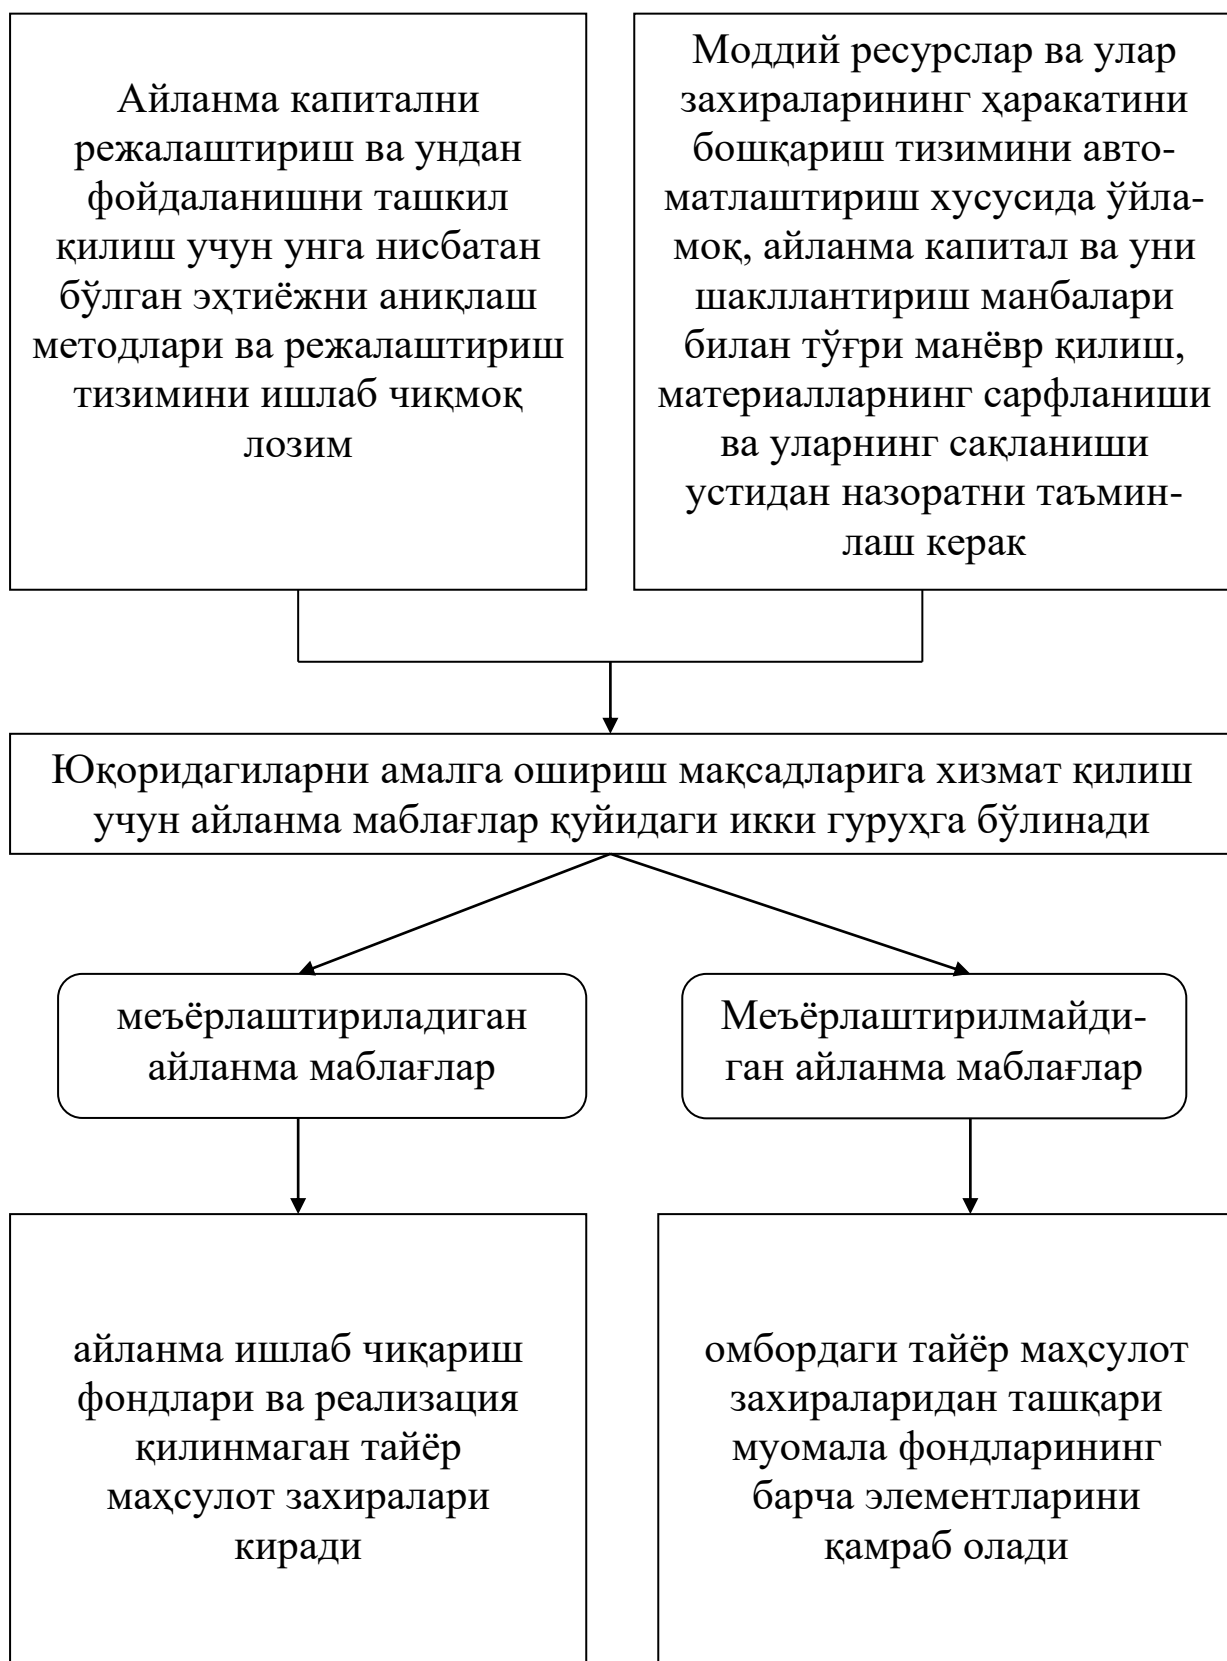 Айланма капитални
режалаштириш ва ундан
фойдаланишни ташкил
қилиш учун унга нисбатан
бўлган эҳтиёжни аниқлаш
методлари ва режалаштириш
тизимини ишлаб чиқмоқ
лозим
Моддий ресурслар ва улар
захираларининг ҳаракатини
бошқариш тизимини авто-
матлаштириш хусусида ўйла-
моқ, айланма капитал ва уни
шакллантириш манбалари
билан тўғри манёвр қилиш,
материалларнинг сарфланиши
ва уларнинг сақланиши
устидан назоратни таъмин-
лаш керак
Юқоридагиларни амалга ошириш мақсадларига хизмат қилиш
учун айланма маблағлар қуйидаги икки гуруҳга бўлинади
меъёрлаштириладиган
айланма маблағлар
Меъёрлаштирилмайди-
ган айланма маблағлар
айланма ишлаб чиқариш
фондлари ва реализация
қилинмаган тайёр
маҳсулот захиралари
киради
омбордаги тайёр маҳсулот
захираларидан ташқари
муомала фондларининг
барча элементларини
қамраб олади